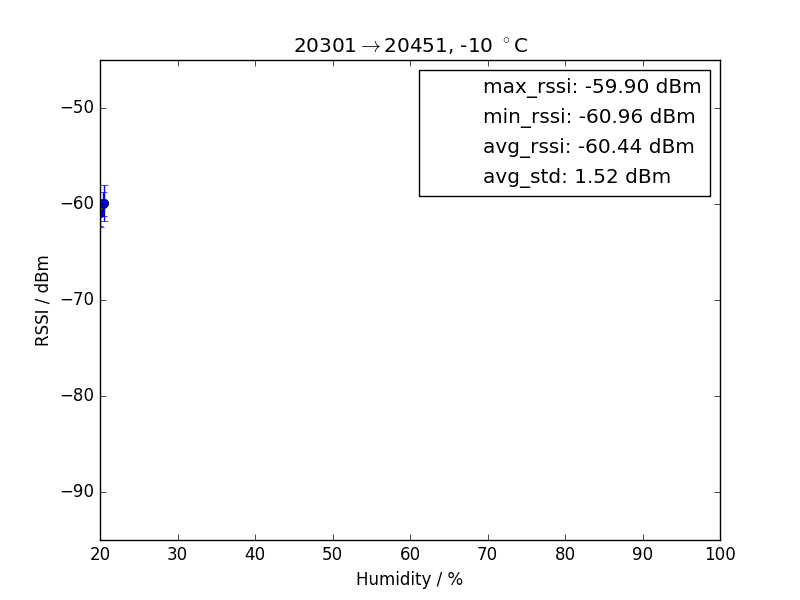 20301→20451, -10 °C
max_rssi: -59.90 dBm
min_rssi: -60.96 dBm
avg_rssi: -60.44 dBm
avg_std: 1.52 dBm
RSSI / dBm
−50
−60
−70
−80
−90
20 30 40 50 60 70 80 90 100
Humidity / %